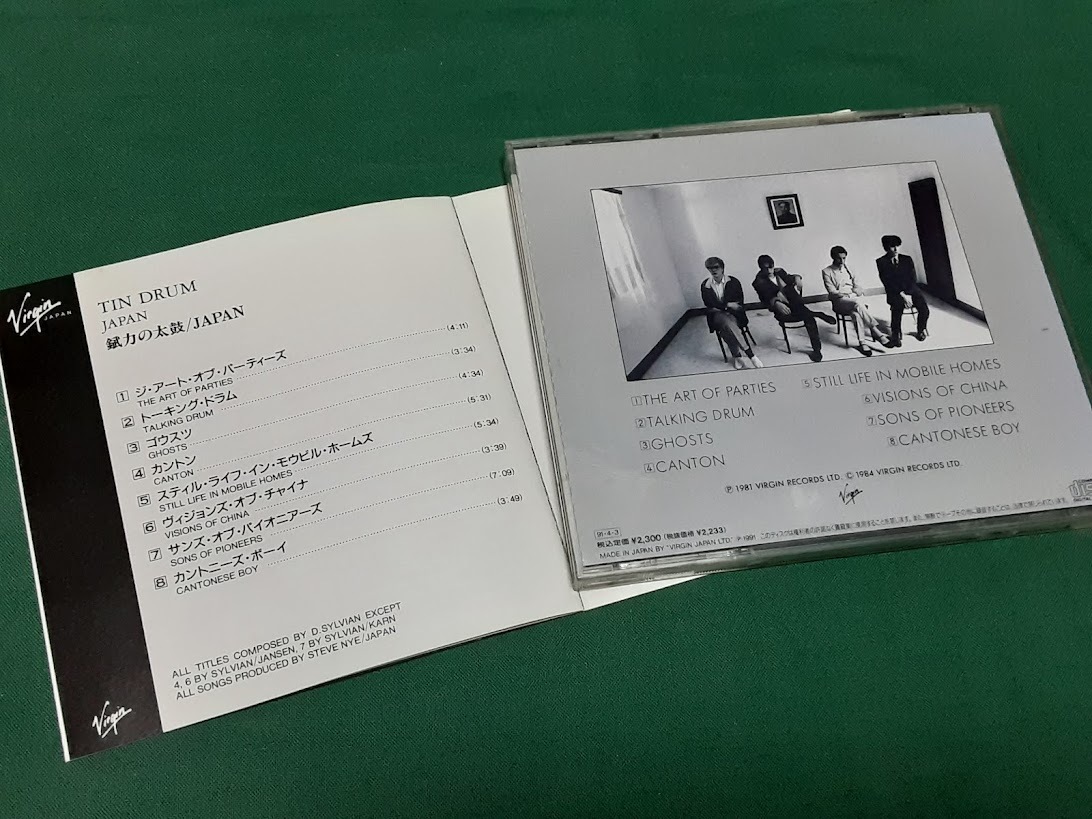 Virgin JAPAN
TIN DRUM
JAPAN
錻力の太鼓/JAPAN
1 ジ・アート・オブ・パーティーズ (4:11)
THE ART OF PARTIES
2 トーキング・ドラム (3:34)
TALKING DRUM
3 ゴウスツ (4:34)
GHOSTS
4 カントン (5:31)
CANTON
5 スティル・ライフ・イン・モウビル・ホームズ (5:34)
STILL LIFE IN MOBILE HOMES
6 ヴィジョンズ・オブ・チャイナ (3:39)
VISIONS OF CHINA
7 サンズ・オブ・パイオニアーズ (7:09)
SONS OF PIONEERS
8 カントニーズ・ボーイ (3:49)
CANTONESE BOY
ALL TITLES COMPOSED BY D.SYLVIAN EXCEPT
4, 6 BY SYLVIAN/JANSEN, 7 BY SYLVIAN/KARN
ALL SONGS PRODUCED BY STEVE NYE/JAPAN
Virgin
1 THE ART OF PARTIES
2 TALKING DRUM
3 GHOSTS
4 CANTON
5 STILL LIFE IN MOBILE HOMES
6 VISIONS OF CHINA
7 SONS OF PIONEERS
8 CANTONESE BOY
Ⓟ 1981 VIRGIN RECORDS LTD. © 1984 VIRGIN RECORDS LTD.
Virgin
91-4-3
税込定価 ¥2,300 (税抜価格 ¥2,233)
MADE IN JAPAN BY "VIRGIN JAPAN LTD." Ⓟ1991